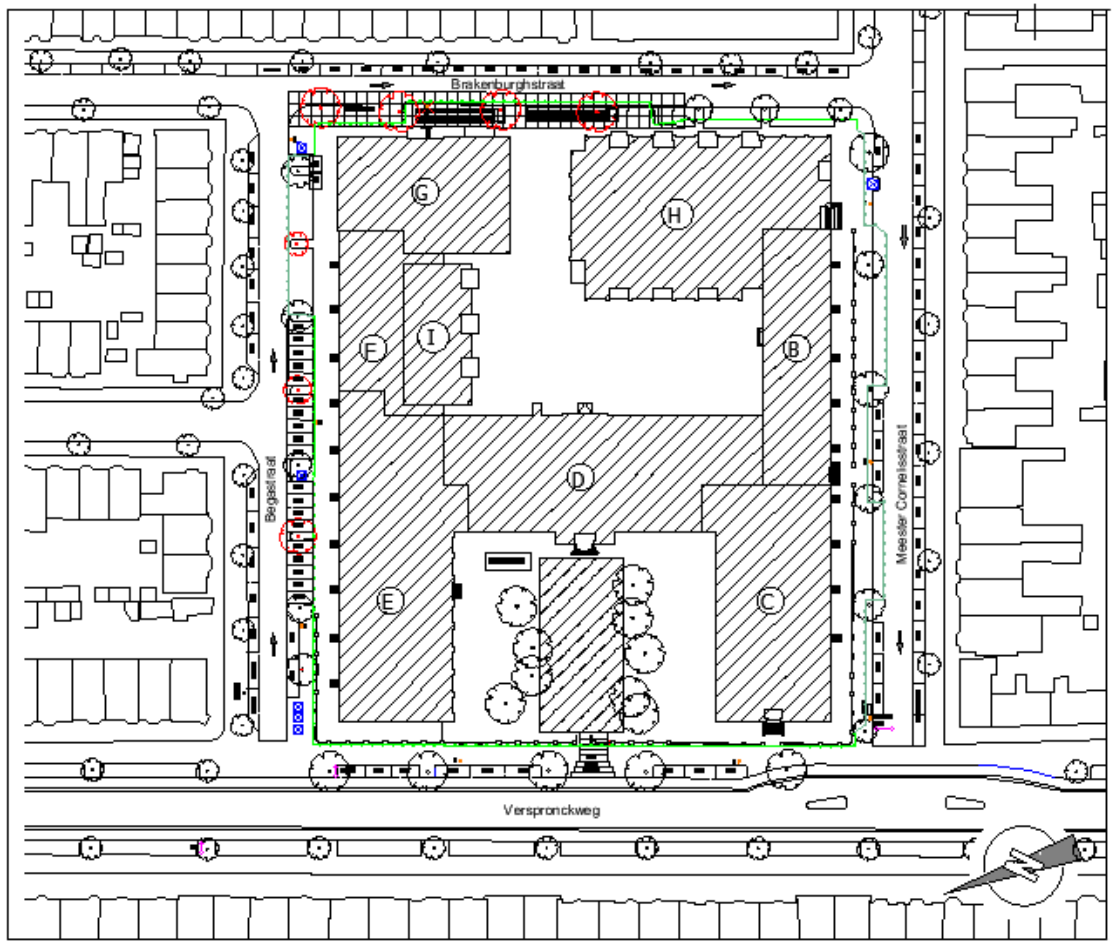 Brakenburghstraat
G
H
I
F
B
Begastraat
Meester Cornelisstraat
D
E
C
Verspronckweg
N